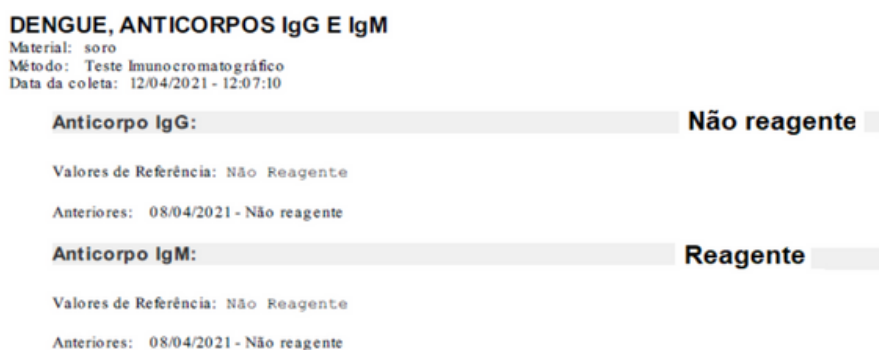 DENGUE, ANTICORPOS IgG E IgM
Material: soro
Método: Teste Imunocromatográfico
Data da coleta: 12/04/2021 - 12:07:10
Anticorpo IgG: Não reagente
Valores de Referência: Não Reagente
Anteriores: 08/04/2021 - Não reagente
Anticorpo IgM: Reagente
Valores de Referência: Não Reagente
Anteriores: 08/04/2021 - Não reagente